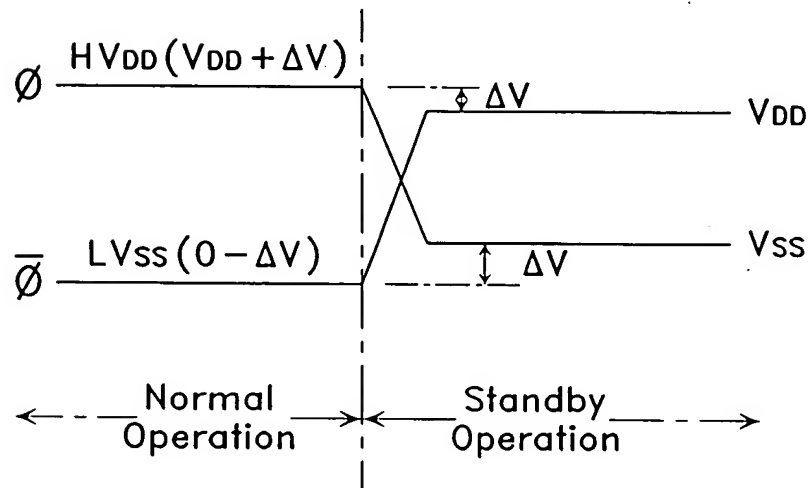 HVDD (VDD + ΔV)
Ø
ΔV
VDD
LVSS (0 – ΔV)
Ø̅
ΔV
VSS
Normal Operation
Standby Operation